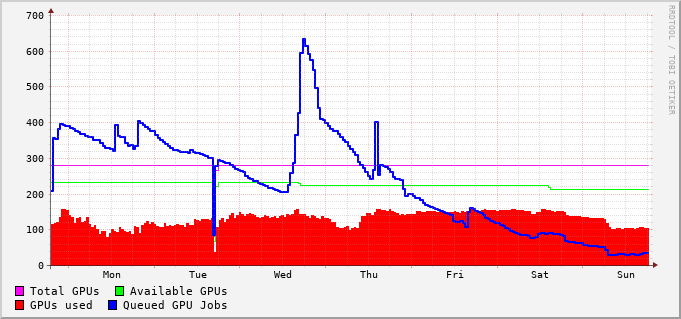 700
600
500
400
300
200
100
0
Mon Tue Wed Thu Fri Sat Sun
Total GPUs Available GPUs
GPUs used Queued GPU Jobs
RRDTOOL / TOBI OETIKER